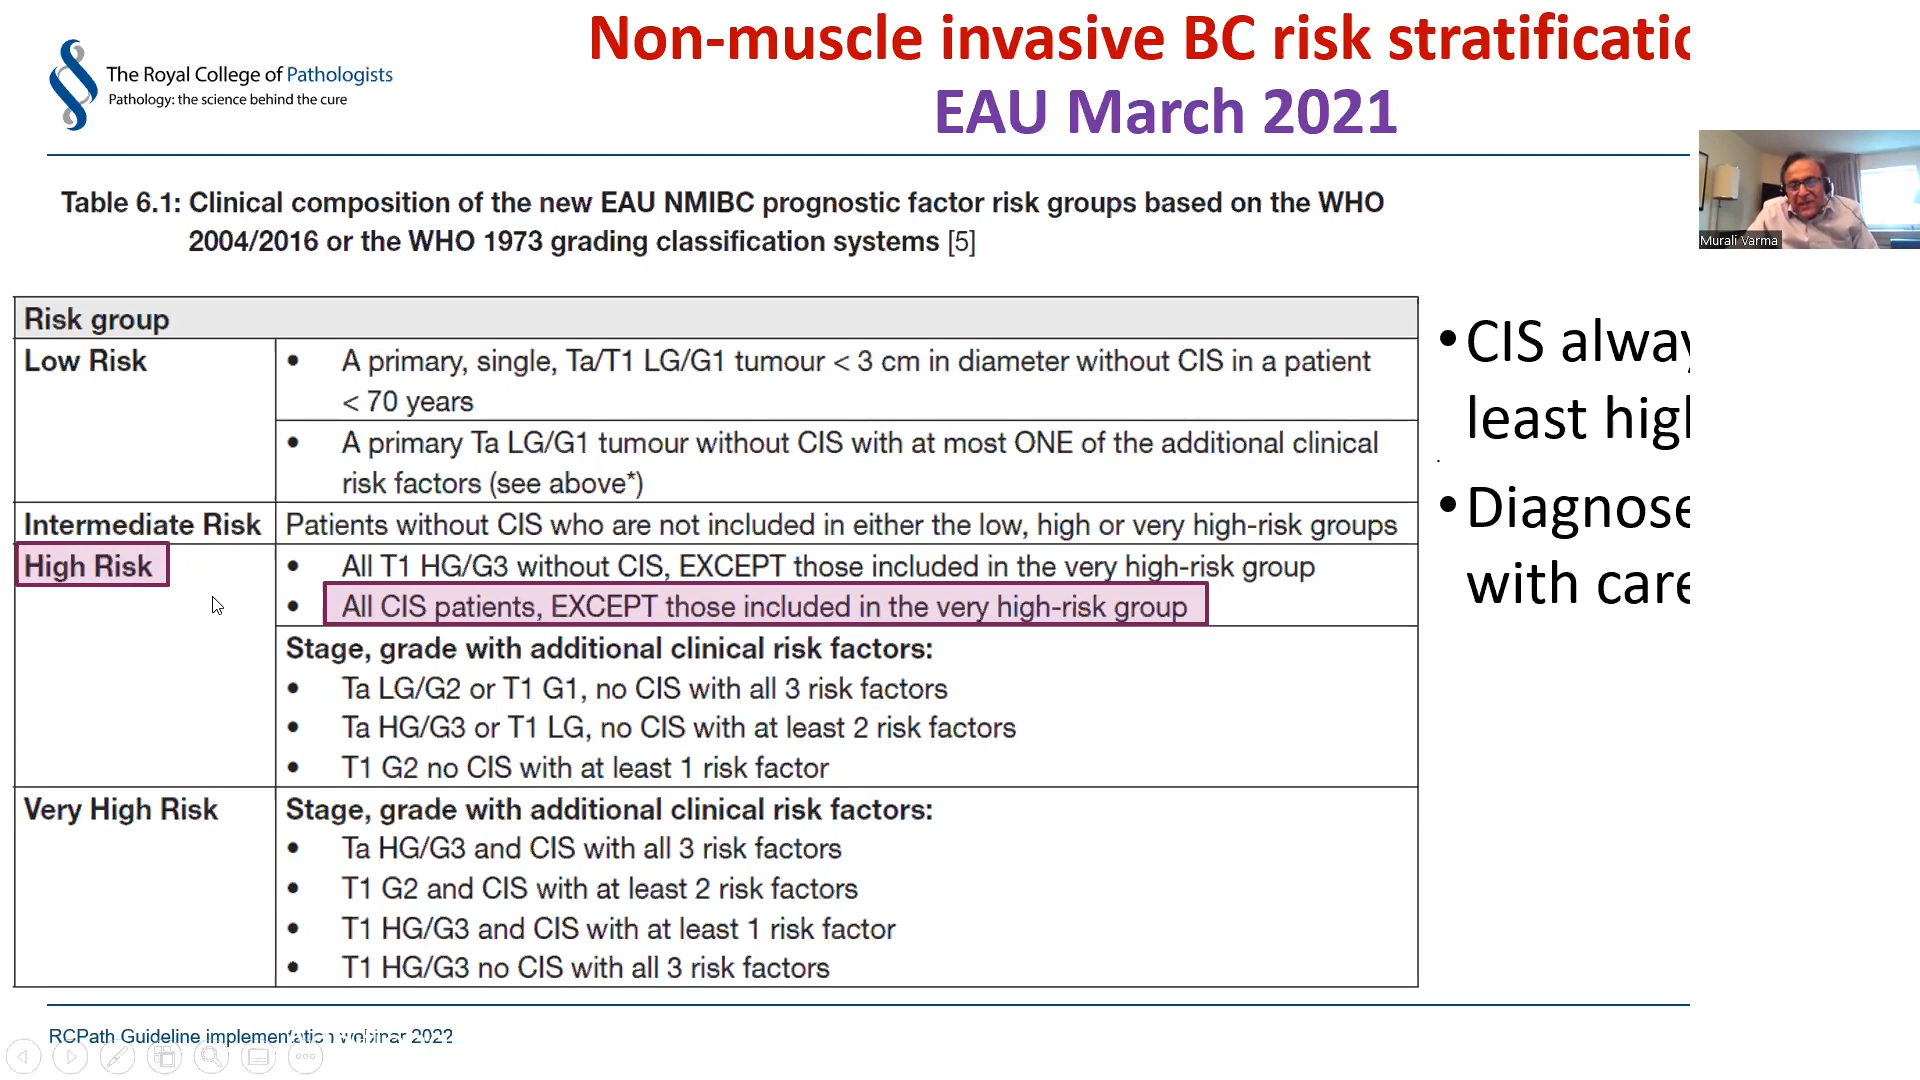 Non-muscle invasive BC risk stratificatio
EAU March 2021
The Royal College of Pathologists
Pathology: the science behind the cure
Murali Varma
Table 6.1: Clinical composition of the new EAU NMIBC prognostic factor risk groups based on the WHO
2004/2016 or the WHO 1973 grading classification systems [5]
Risk group
Low Risk
• A primary, single, Ta/T1 LG/G1 tumour < 3 cm in diameter without CIS in a patient
< 70 years
• A primary Ta LG/G1 tumour without CIS with at most ONE of the additional clinical
risk factors (see above*)
Intermediate Risk
Patients without CIS who are not included in either the low, high or very high-risk groups
High Risk
• All T1 HG/G3 without CIS, EXCEPT those included in the very high-risk group
• All CIS patients, EXCEPT those included in the very high-risk group
Stage, grade with additional clinical risk factors:
• Ta LG/G2 or T1 G1, no CIS with all 3 risk factors
• Ta HG/G3 or T1 LG, no CIS with at least 2 risk factors
• T1 G2 no CIS with at least 1 risk factor
Very High Risk
Stage, grade with additional clinical risk factors:
• Ta HG/G3 and CIS with all 3 risk factors
• T1 G2 and CIS with at least 2 risk factors
• T1 HG/G3 and CIS with at least 1 risk factor
• T1 HG/G3 no CIS with all 3 risk factors
• CIS alway
least high
• Diagnose
with care
RCPath Guideline implementation webinar 2022